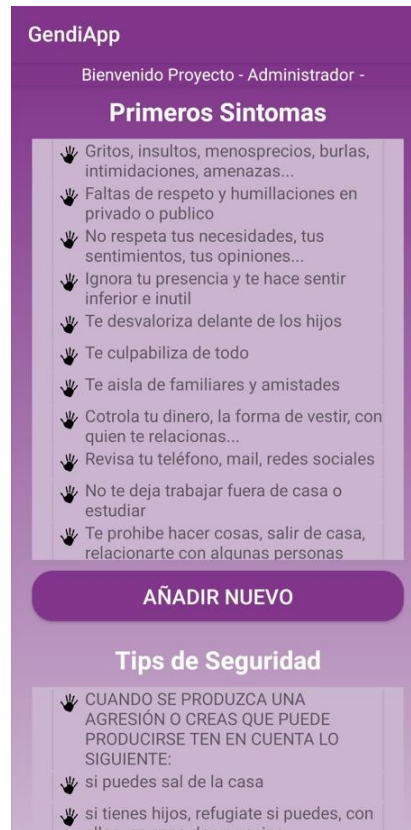 GendiApp
Bienvenido Proyecto - Administrador -
Primeros Sintomas
Gritos, insultos, menosprecios, burlas,
intimidaciones, amenazas...
Faltas de respeto y humillaciones en
privado o publico
No respeta tus necesidades, tus
sentimientos, tus opiniones...
Ignora tu presencia y te hace sentir
inferior e inutil
Te desvaloriza delante de los hijos
Te culpabiliza de todo
Te aisla de familiares y amistades
Cotrola tu dinero, la forma de vestir, con
quien te relacionas...
Revisa tu teléfono, mail, redes sociales
No te deja trabajar fuera de casa o
estudiar
Te prohibe hacer cosas, salir de casa,
relacionarte con algunas personas
AÑADIR NUEVO
Tips de Seguridad
CUANDO SE PRODUZCA UNA
AGRESIÓN O CREAS QUE PUEDE
PRODUCIRSE TEN EN CUENTA LO
SIGUIENTE:
si puedes sal de la casa
si tienes hijos, refugiate si puedes, con